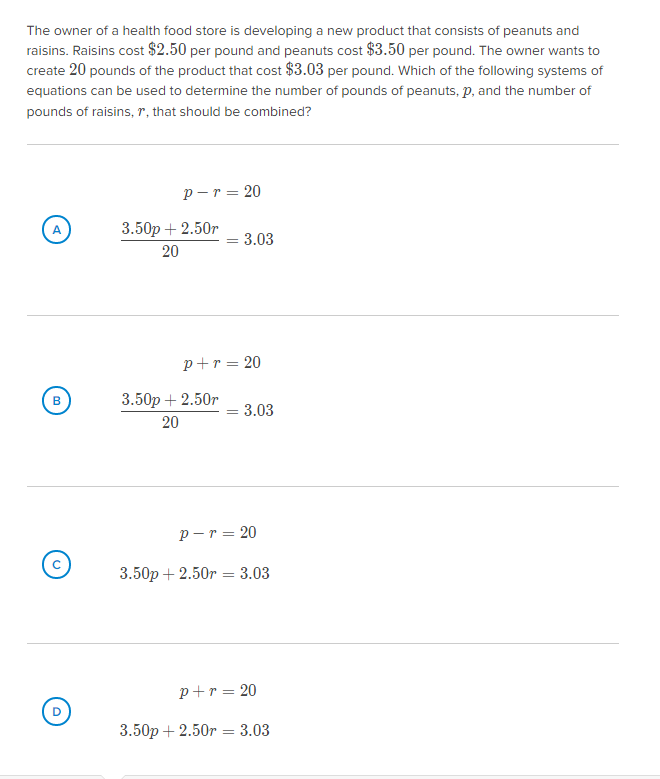 The owner of a health food store is developing a new product that consists of peanuts and
raisins. Raisins cost $2.50 per pound and peanuts cost $3.50 per pound. The owner wants to
create 20 pounds of the product that cost $3.03 per pound. Which of the following systems of
equations can be used to determine the number of pounds of peanuts, p, and the number of
pounds of raisins, r, that should be combined?
p − r = 20
A
3.50p + 2.50r
= 3.03
20
p + r = 20
B
3.50p + 2.50r
= 3.03
20
p − r = 20
C
3.50p + 2.50r = 3.03
p + r = 20
D
3.50p + 2.50r = 3.03